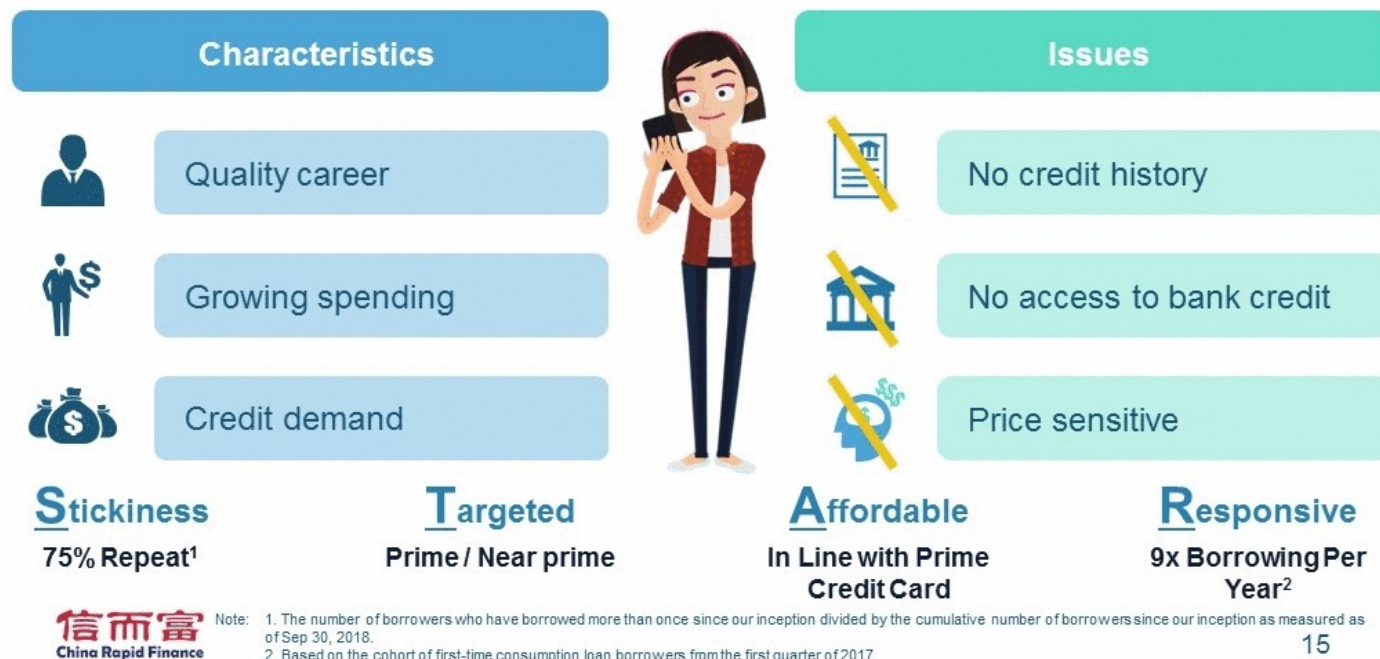 Characteristics
Issues
Quality career
No credit history
Growing spending
No access to bank credit
Credit demand
Price sensitive
Stickiness
75% Repeat¹
Targeted
Prime / Near prime
Affordable
In Line with Prime
Credit Card
Responsive
9x Borrowing Per
Year²
信而富
China Rapid Finance
Note: 1. The number of borrowers who have borrowed more than once since our inception divided by the cumulative number of borrowers since our inception as measured as
of Sep 30, 2018.
2. Based on the cohort of first-time consumption loan borrowers from the first quarter of 2017
15